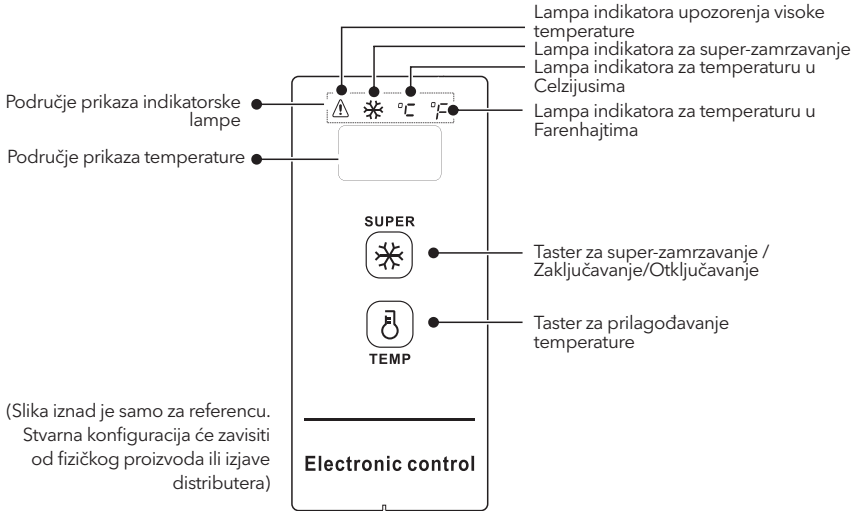 Lampa indikatora upozorenja visoke
temperature
Lampa indikatora za super-zamrzavanje
Lampa indikatora za temperaturu u
Celzijusima
Lampa indikatora za temperaturu u
Farenhajtima
Područje prikaza indikatorske
lampe
°C °F
Područje prikaza temperature
SUPER
Taster za super-zamrzavanje /
Zaključavanje/Otključavanje
Taster za prilagođavanje
temperature
TEMP
(Slika iznad je samo za referencu.
Stvarna konfiguracija će zavisiti
od fizičkog proizvoda ili izjave
distributera)
Electronic control